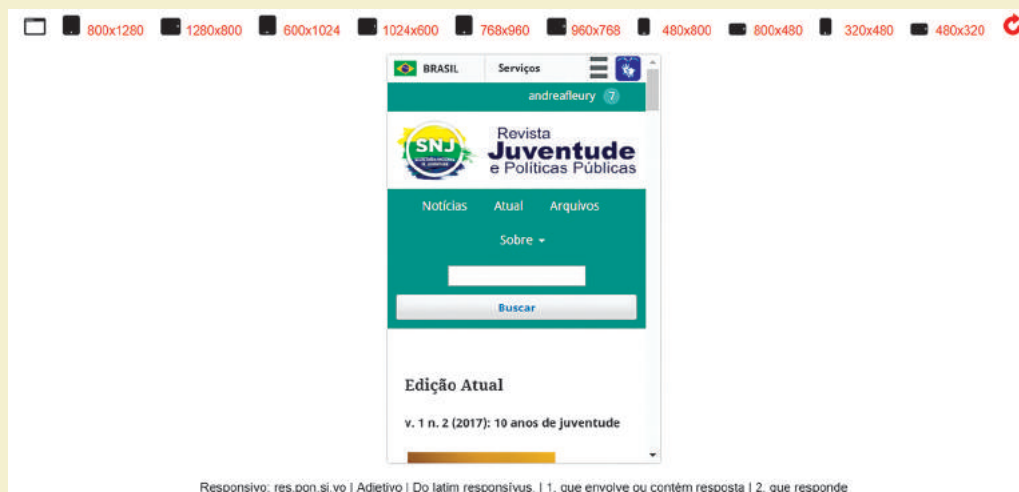 800x1280 1280x800 600x1024 1024x600 768x960 960x768 480x800 800x480 320x480 480x320
BRASIL Serviços
andreafleury 7
SNJ
Revista
Juventude
e Políticas Públicas
Notícias Atual Arquivos
Sobre
Buscar
Edição Atual
v. 1 n. 2 (2017): 10 anos de juventude
Responsivo: res.pon.si.vo | Adjetivo | Do latim responsívus. | 1. que envolve ou contêm resposta | 2. que responde